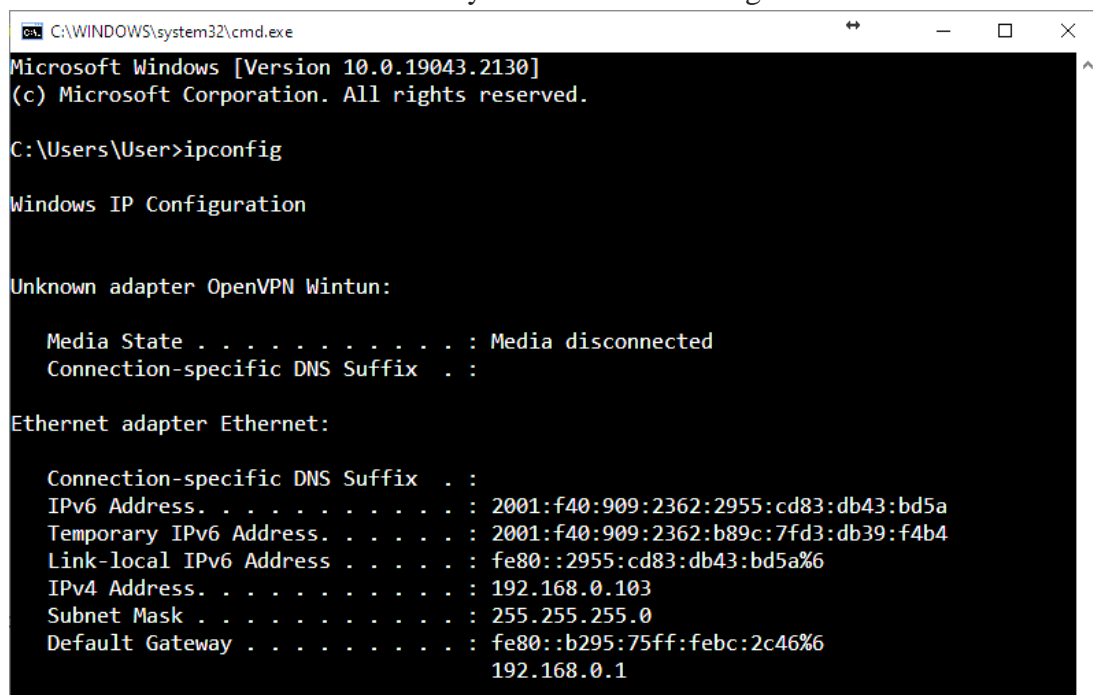 C:\WINDOWS\system32\cmd.exe
Microsoft Windows [Version 10.0.19043.2130]
(c) Microsoft Corporation. All rights reserved.
C:\Users\User>ipconfig
Windows IP Configuration
Unknown adapter OpenVPN Wintun:
Media State . . . . . . . . . . . : Media disconnected
Connection-specific DNS Suffix . :
Ethernet adapter Ethernet:
Connection-specific DNS Suffix . :
IPv6 Address. . . . . . . . . . . : 2001:f40:909:2362:2955:cd83:db43:bd5a
Temporary IPv6 Address. . . . . . : 2001:f40:909:2362:b89c:7fd3:db39:f4b4
Link-local IPv6 Address . . . . . : fe80::2955:cd83:db43:bd5a%6
IPv4 Address. . . . . . . . . . . : 192.168.0.103
Subnet Mask . . . . . . . . . . . : 255.255.255.0
Default Gateway . . . . . . . . . : fe80::b295:75ff:febc:2c46%6
192.168.0.1